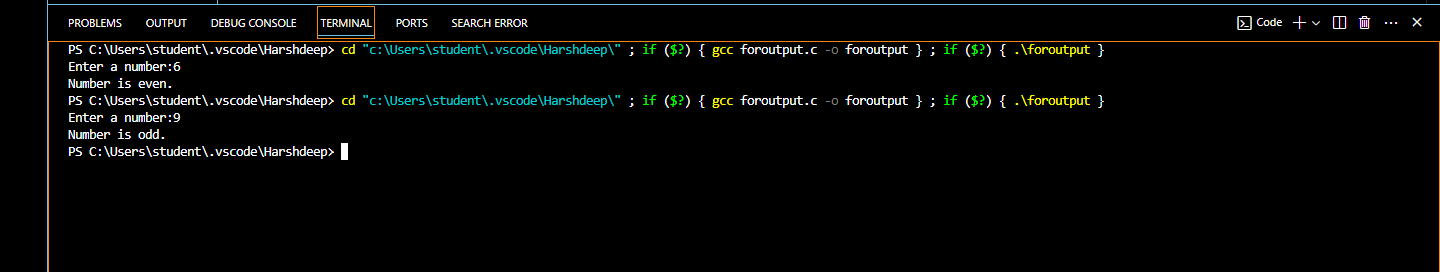 PROBLEMS OUTPUT DEBUG CONSOLE TERMINAL PORTS SEARCH ERROR Code
PS C:\Users\student\.vscode\Harshdeep> cd "c:\Users\student\.vscode\Harshdeep\" ; if ($?) { gcc foroutput.c -o foroutput } ; if ($?) { .\foroutput }
Enter a number:6
Number is even.
PS C:\Users\student\.vscode\Harshdeep> cd "c:\Users\student\.vscode\Harshdeep\" ; if ($?) { gcc foroutput.c -o foroutput } ; if ($?) { .\foroutput }
Enter a number:9
Number is odd.
PS C:\Users\student\.vscode\Harshdeep>